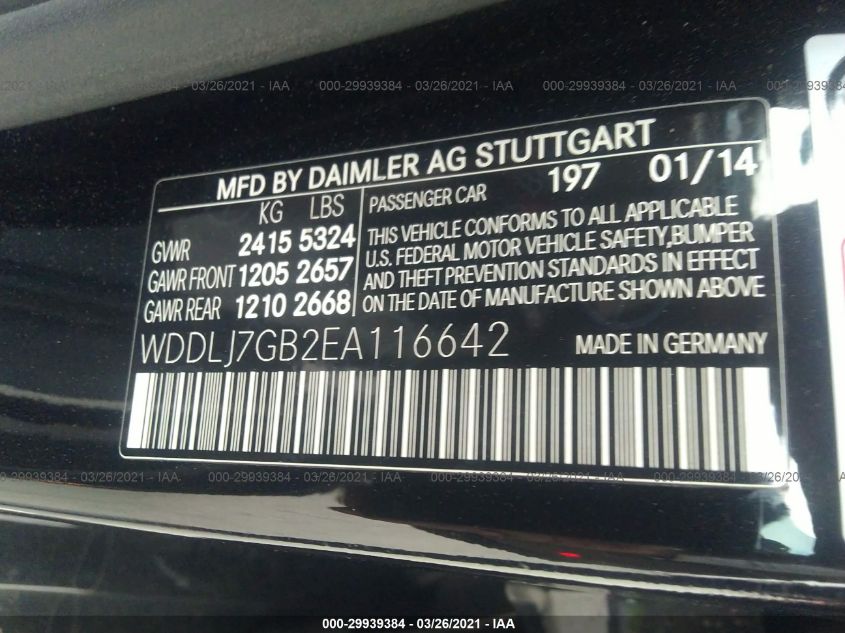 03/26/2021 - IAA 000-29939384 - 03/26/2021 - IAA 000-29939384 - 03/26/2021 - IAA
MFD BY DAIMLER AG STUTTGART
KG LBS PASSENGER CAR 197 01/14
GVWR 2415 5324
GAWR FRONT 1205 2657
GAWR REAR 1210 2668
THIS VEHICLE CONFORMS TO ALL APPLICABLE
U.S. FEDERAL MOTOR VEHICLE SAFETY,BUMPER
AND THEFT PREVENTION STANDARDS IN EFFECT
ON THE DATE OF MANUFACTURE SHOWN ABOVE
WDDLJ7GB2EA116642 MADE IN GERMANY
03/26/2021 - IAA 000-29939384 - 03/26/2021 - IAA 000-29939384 - 03/26/2021 - IAA
000-29939384 - 03/26/2021 - IAA